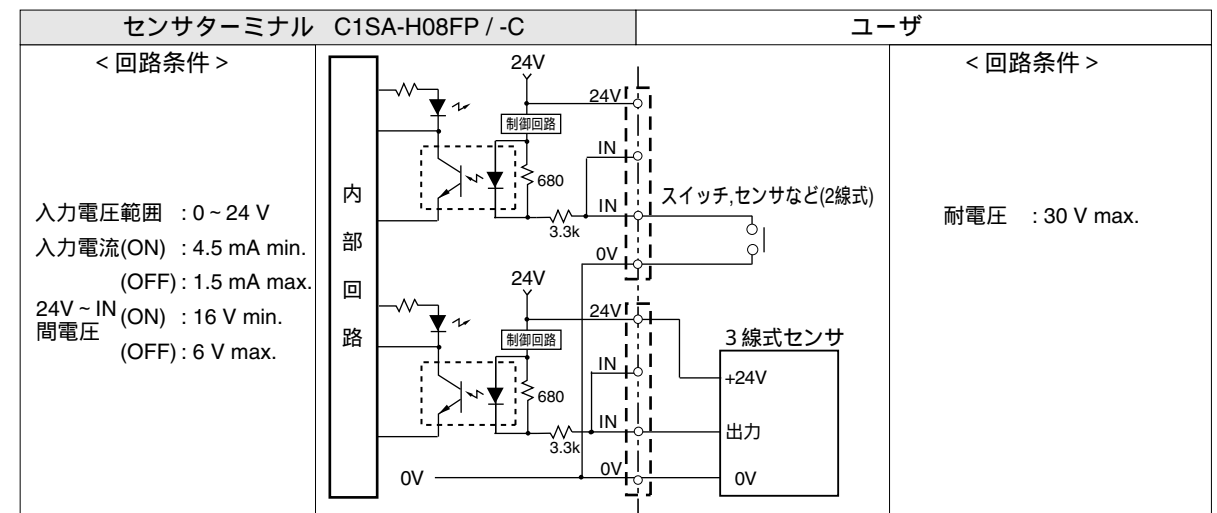 センサターミナル C1SA-H08FP / -C
ユーザ
< 回路条件 >
入力電圧範囲 : 0 ~ 24 V
入力電流(ON) : 4.5 mA min.
(OFF) : 1.5 mA max.
24V ~ IN間電圧 (ON) : 16 V min.
(OFF) : 6 V max.
内部回路
24V
24V
制御回路
IN
680
IN
3.3k
0V
スイッチ,センサなど(2線式)
24V
24V
制御回路
IN
680
IN
3.3k
0V
0V
3線式センサ
+24V
出力
0V
< 回路条件 >
耐電圧 : 30 V max.